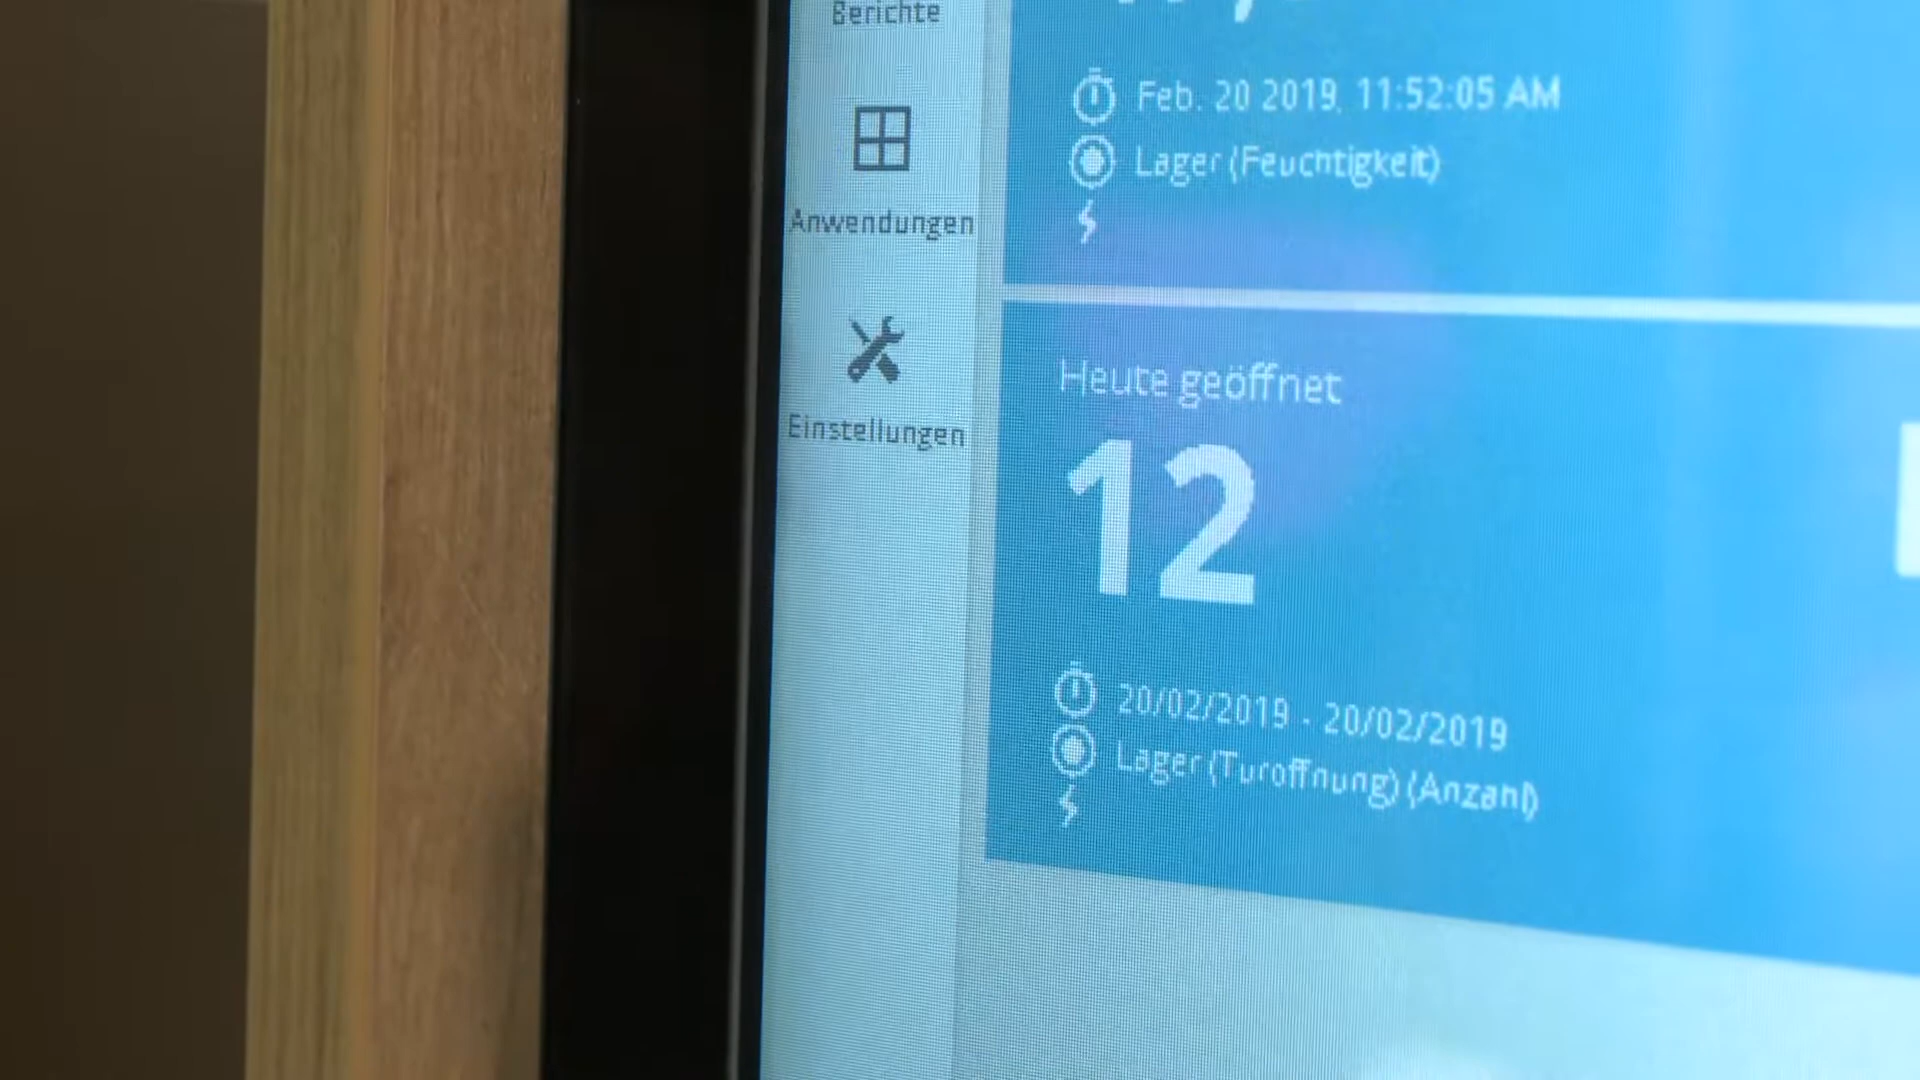 Berichte
Anwendungen
Einstellungen
Feb. 20 2019, 11:52:05 AM
Lager (Feuchtigkeit)
Heute geöffnet
12
20/02/2019 - 20/02/2019
Lager (Türöffnung) (Anzahl)